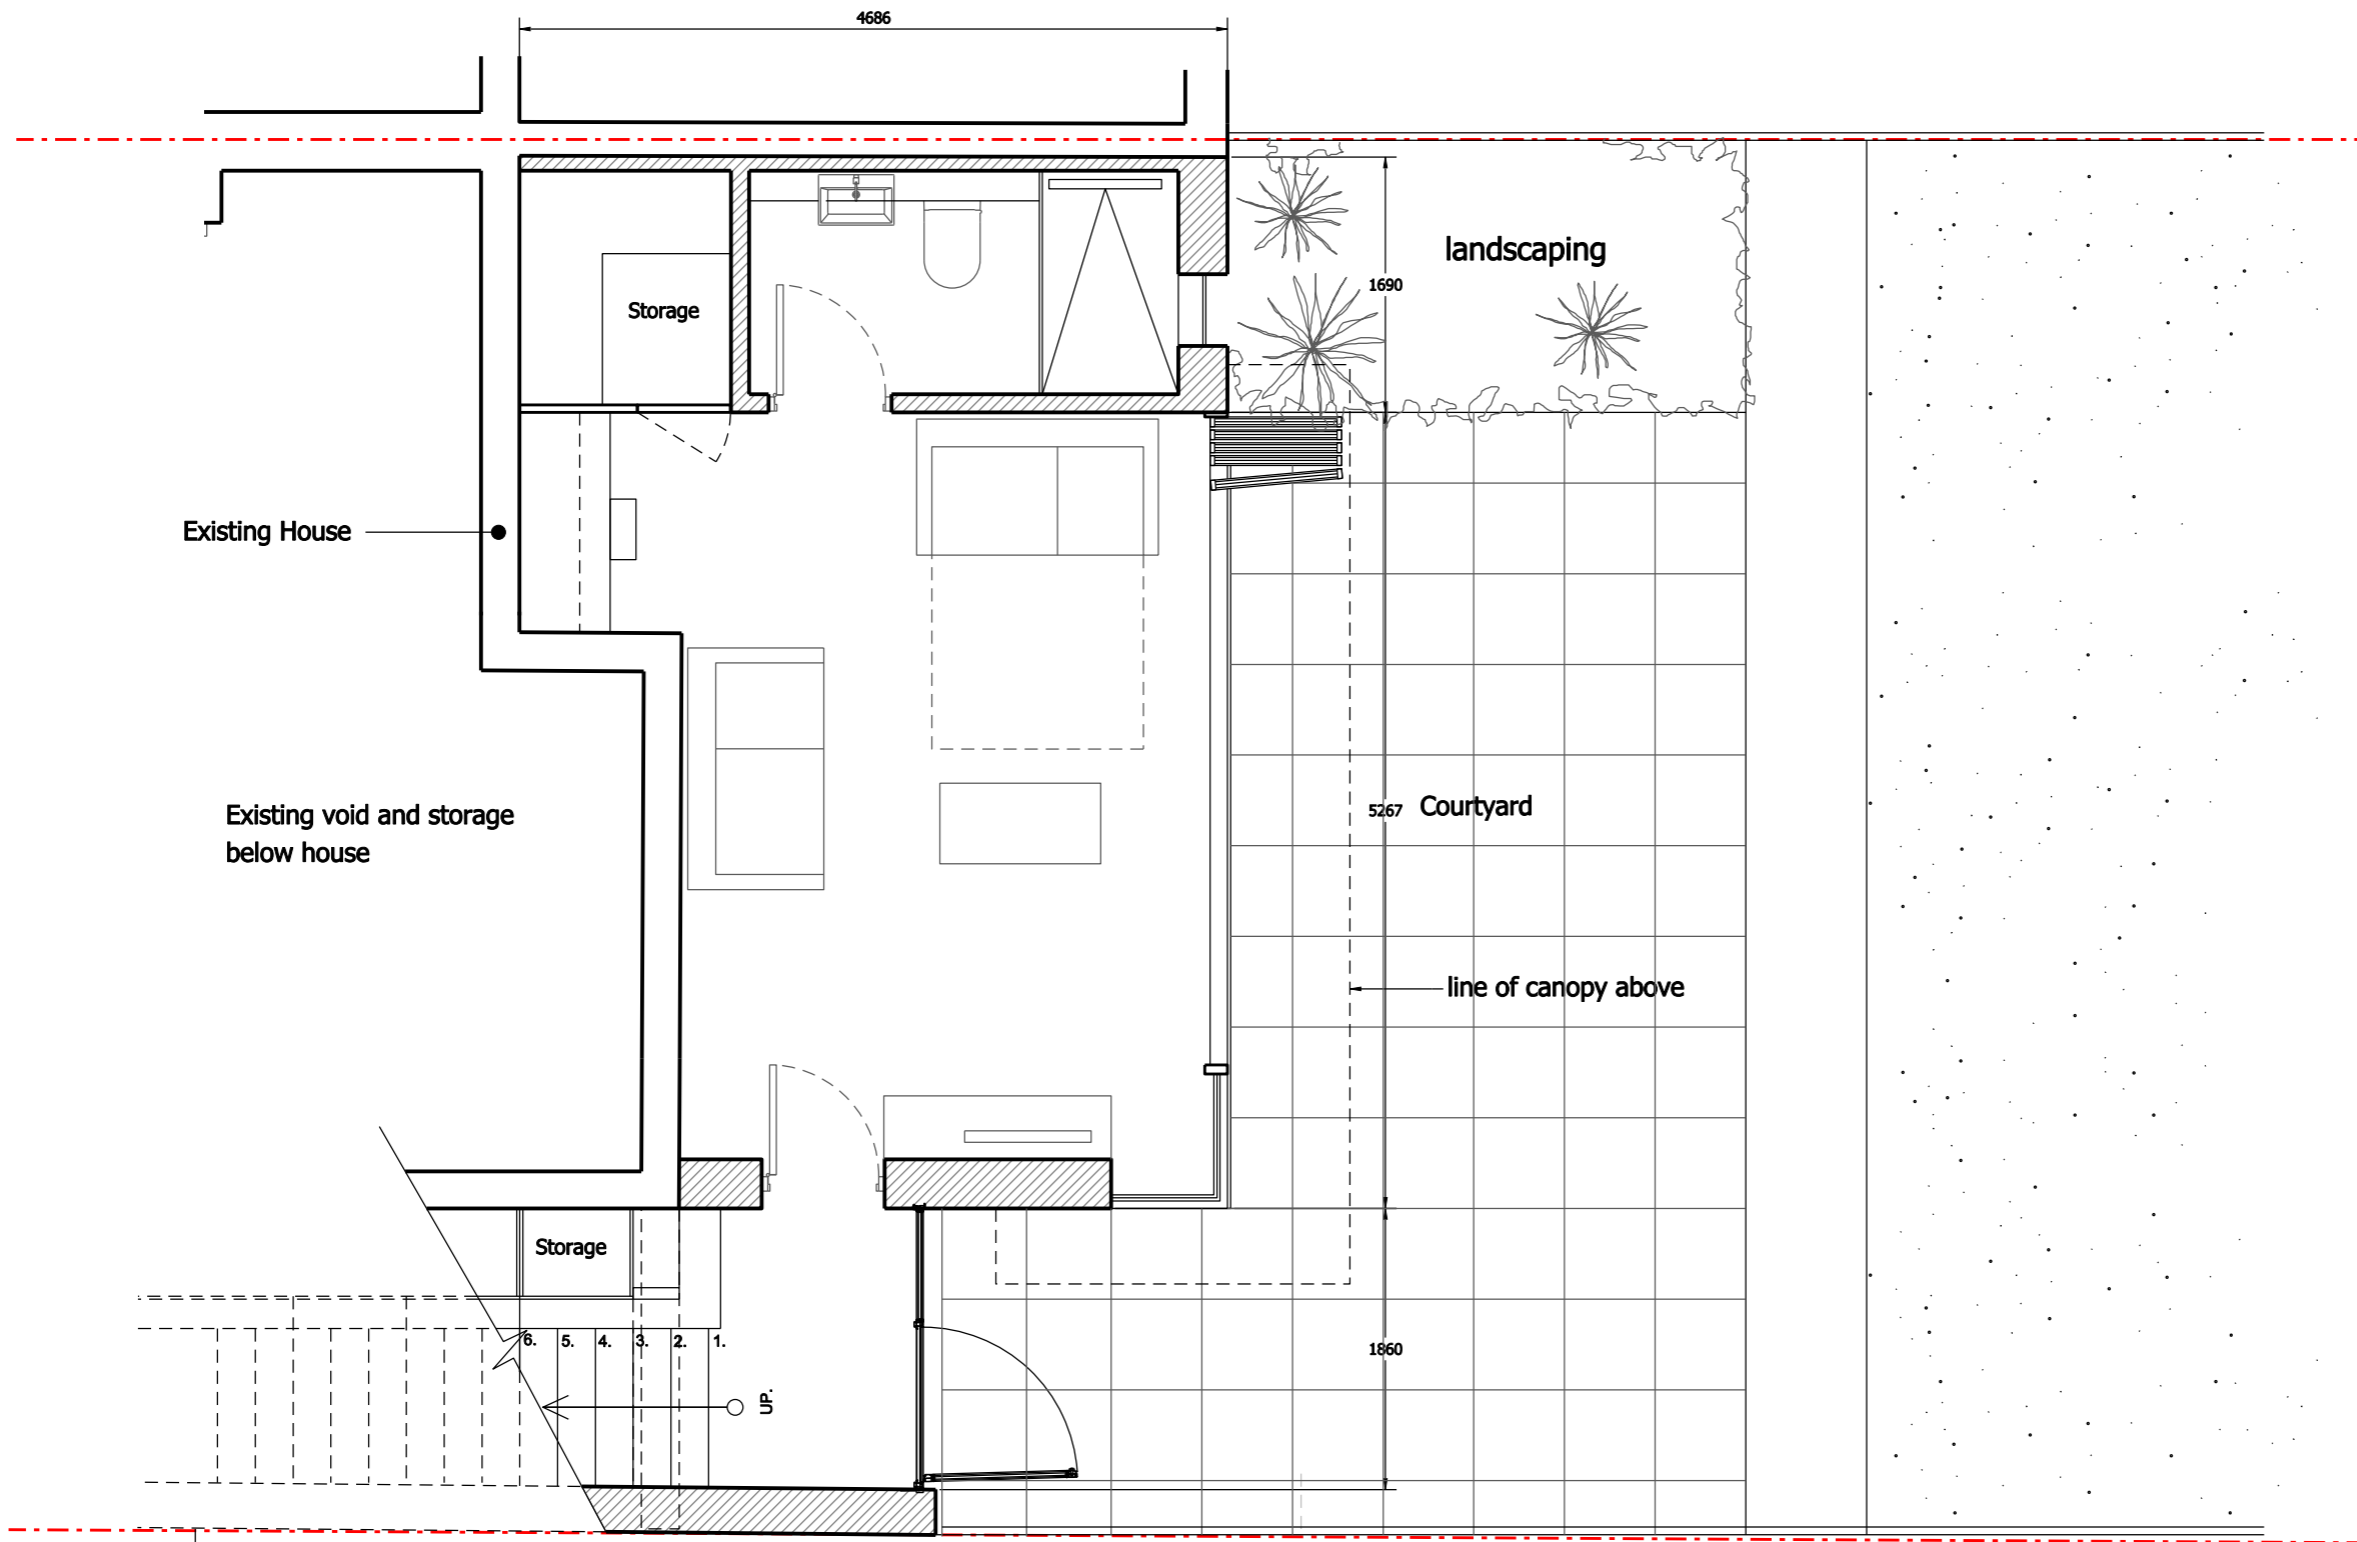 4686
landscaping
1690
Storage
Existing House
Existing void and storage
below house
5267
Courtyard
line of canopy above
Storage
6.
5.
4.
3.
2.
1.
1860
UP.